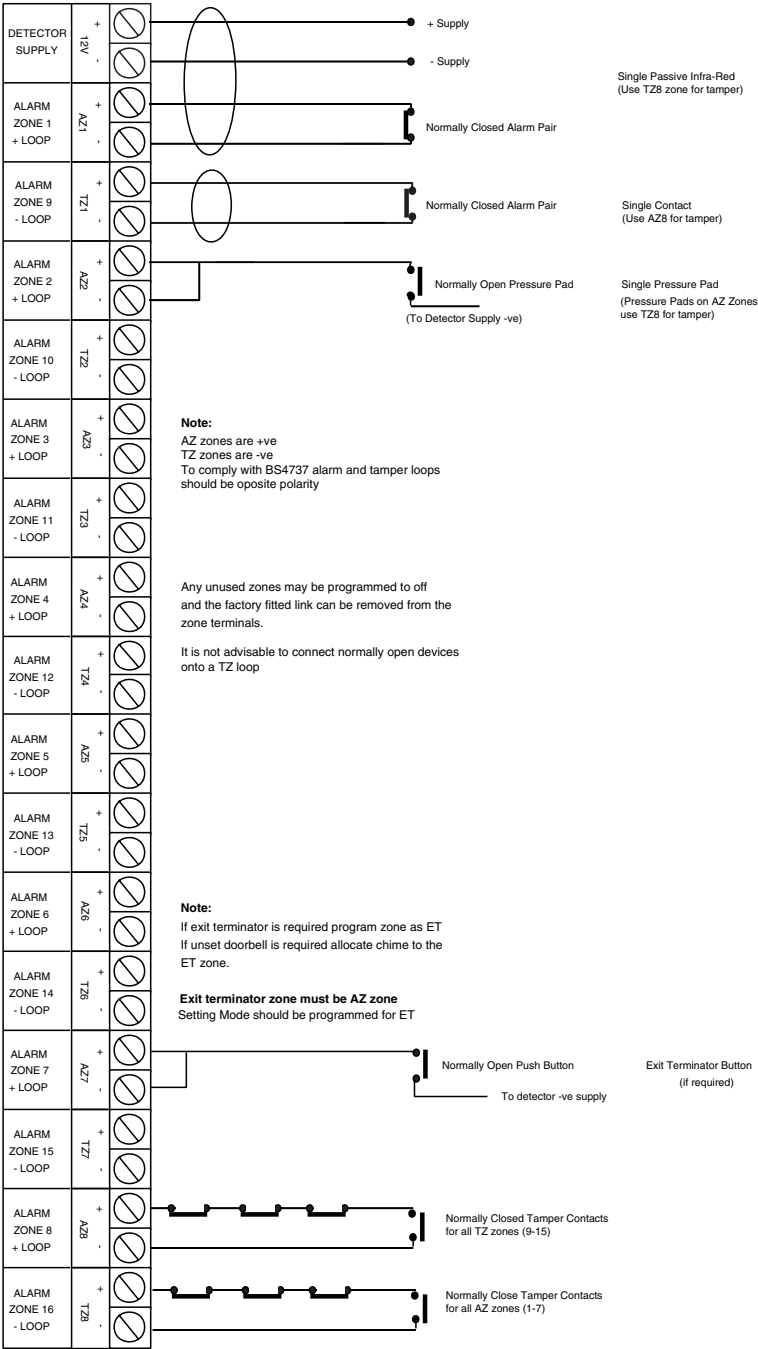 DETECTOR
SUPPLY
12V
+
-
+ Supply
- Supply
Single Passive Infra-Red
(Use TZ8 zone for tamper)
ALARM
ZONE 1
+ LOOP
AZ1
+
-
Normally Closed Alarm Pair
ALARM
ZONE 9
- LOOP
TZ1
+
-
Normally Closed Alarm Pair
Single Contact
(Use AZ8 for tamper)
ALARM
ZONE 2
+ LOOP
AZ2
+
-
Normally Open Pressure Pad
(To Detector Supply -ve)
Single Pressure Pad
(Pressure Pads on AZ Zones
use TZ8 for tamper)
ALARM
ZONE 10
- LOOP
TZ2
+
-
ALARM
ZONE 3
+ LOOP
AZ3
+
-
Note:
AZ zones are +ve
TZ zones are -ve
To comply with BS4737 alarm and tamper loops
should be oposite polarity
ALARM
ZONE 11
- LOOP
TZ3
+
-
ALARM
ZONE 4
+ LOOP
AZ4
+
-
Any unused zones may be programmed to off
and the factory fitted link can be removed from the
zone terminals.
It is not advisable to connect normally open devices
onto a TZ loop
ALARM
ZONE 12
- LOOP
TZ4
+
-
ALARM
ZONE 5
+ LOOP
AZ5
+
-
ALARM
ZONE 13
- LOOP
TZ5
+
-
ALARM
ZONE 6
+ LOOP
AZ6
+
-
Note:
If exit terminator is required program zone as ET
If unset doorbell is required allocate chime to the
ET zone.
Exit terminator zone must be AZ zone
Setting Mode should be programmed for ET
ALARM
ZONE 14
- LOOP
TZ6
+
-
ALARM
ZONE 7
+ LOOP
AZ7
+
-
Normally Open Push Button
To detector -ve supply
Exit Terminator Button
(if required)
ALARM
ZONE 15
- LOOP
TZ7
+
-
ALARM
ZONE 8
+ LOOP
AZ8
+
-
Normally Closed Tamper Contacts
for all TZ zones (9-15)
ALARM
ZONE 16
- LOOP
TZ8
+
-
Normally Close Tamper Contacts
for all AZ zones (1-7)